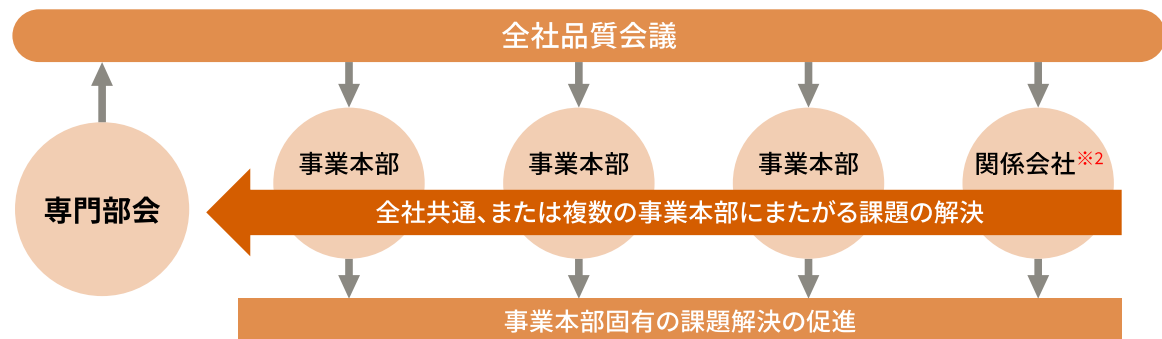 全社品質会議
事業本部
事業本部
事業本部
関係会社※2
専門部会
全社共通、または複数の事業本部にまたがる課題の解決
事業本部固有の課題解決の促進